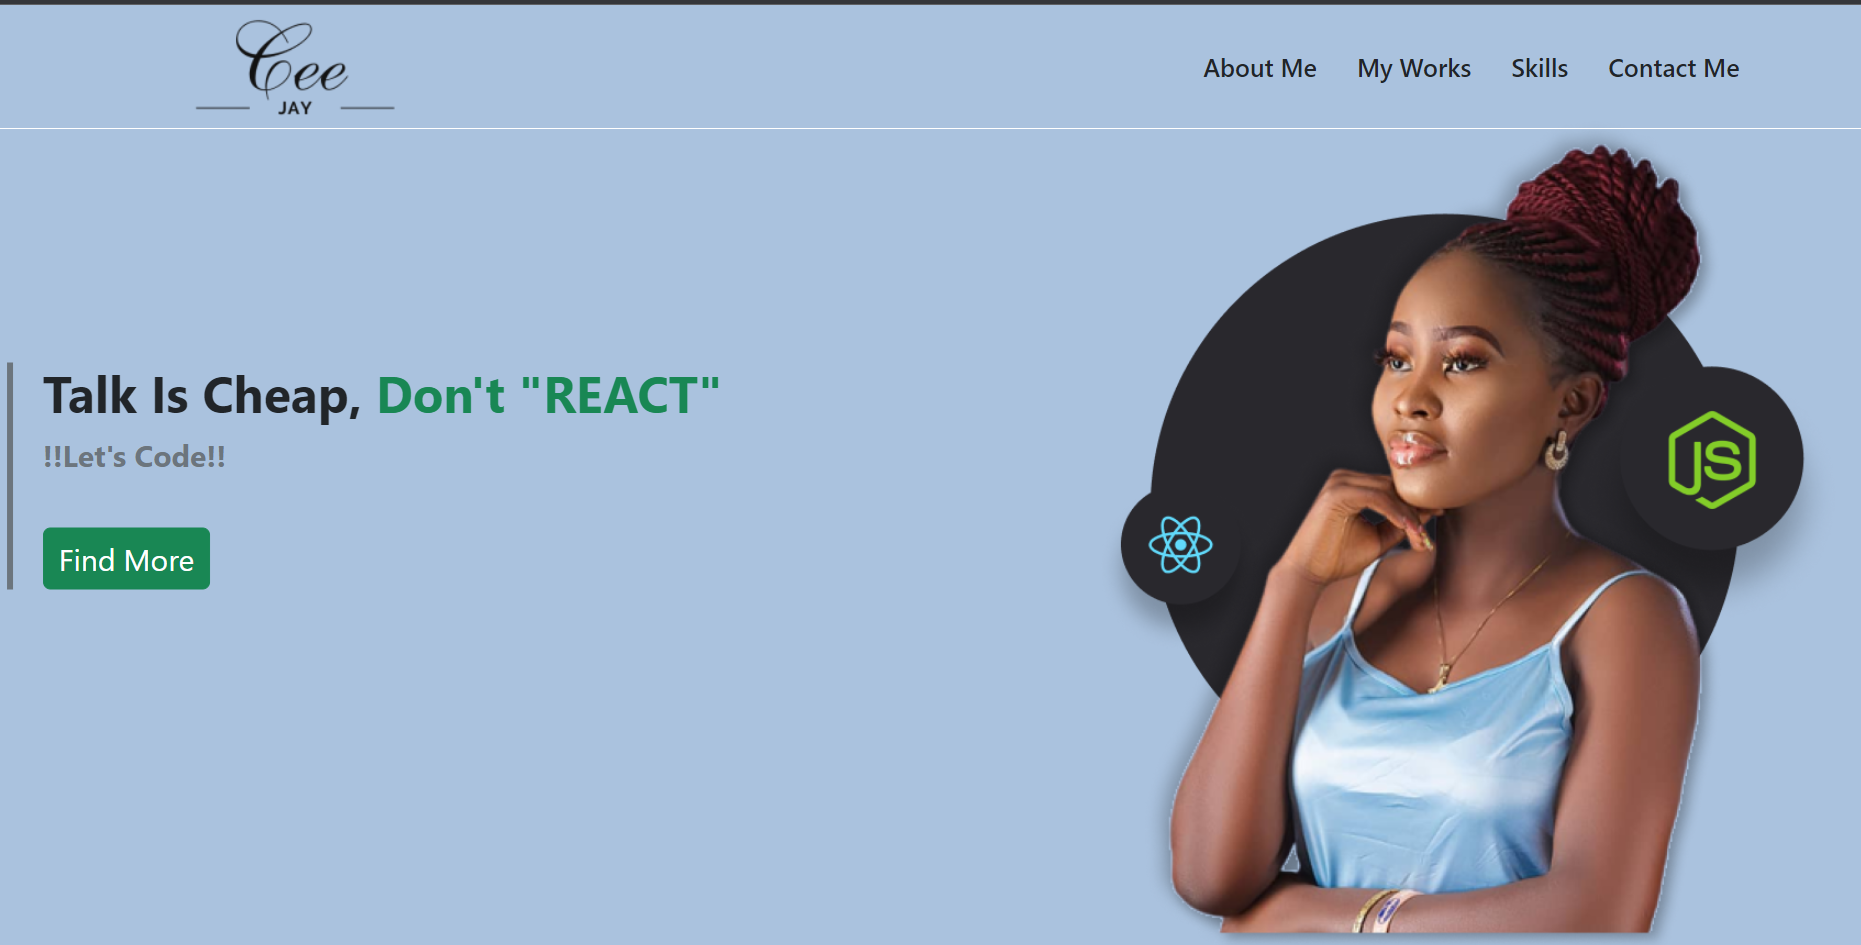 Cee
JAY
About Me My Works Skills Contact Me
Talk Is Cheap, Don't "REACT"
!!Let's Code!!
Find More
JS